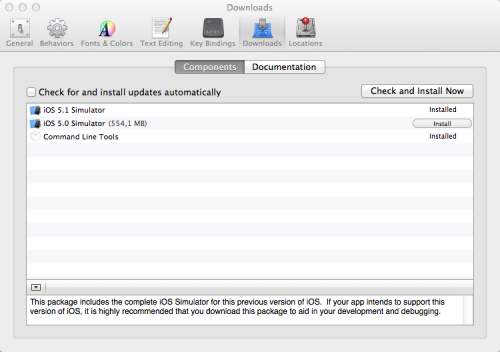 Downloads
General Behaviors Fonts & Colors Text Editing Key Bindings Downloads Locations
Components Documentation
Check for and install updates automatically Check and Install Now
iOS 5.1 Simulator Installed
iOS 5.0 Simulator (554,1 MB) Install
Command Line Tools Installed
This package includes the complete iOS Simulator for this previous version of iOS. If your app intends to support this
version of iOS, it is highly recommended that you download this package to aid in your development and debugging.